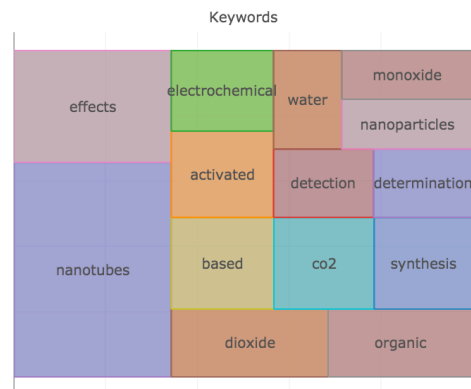 Keywords
effects
electrochemical
water
monoxide
nanoparticles
activated
detection
determination
nanotubes
based
co2
synthesis
dioxide
organic